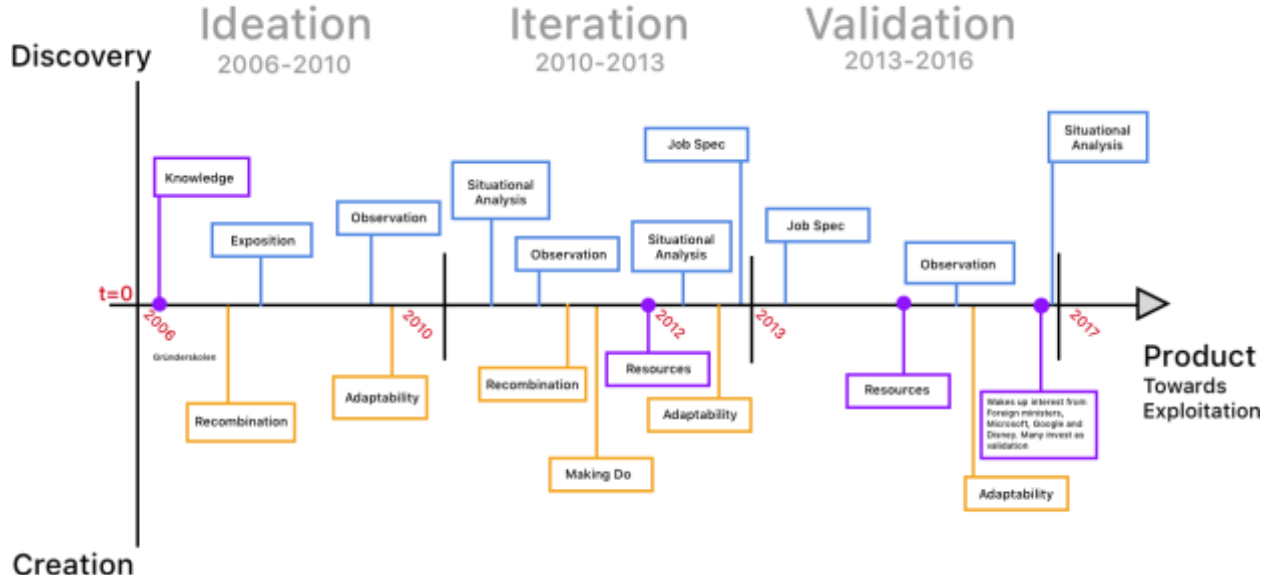 Ideation
2006-2010
Iteration
2010-2013
Validation
2013-2016
Discovery
Knowledge
Exposition
Observation
Situational
Analysis
Observation
Job Spec
Situational
Analysis
Job Spec
Observation
Situational
Analysis
t=0
2006
2010
2012
2013
2017
Gründerskolen
Recombination
Adaptability
Recombination
Making Do
Resources
Adaptability
Resources
Wakes up interest from
Foreign ministers,
Microsoft, Google and
Disney. Many invest as
validation
Adaptability
Product
Towards
Exploitation
Creation